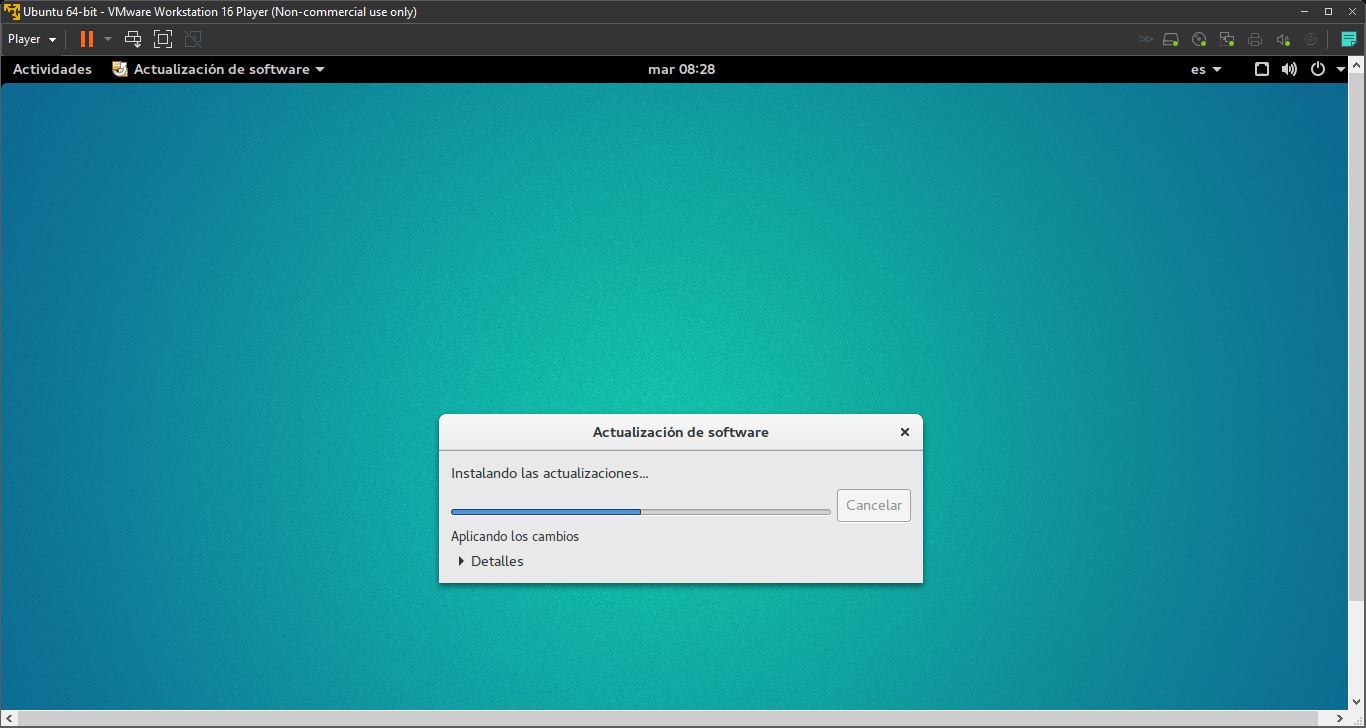 Ubuntu 64-bit - VMware Workstation 16 Player (Non-commercial use only)
Player
Actividades Actualización de software mar 08:28 es
Actualización de software
Instalando las actualizaciones...
Cancelar
Aplicando los cambios
Detalles